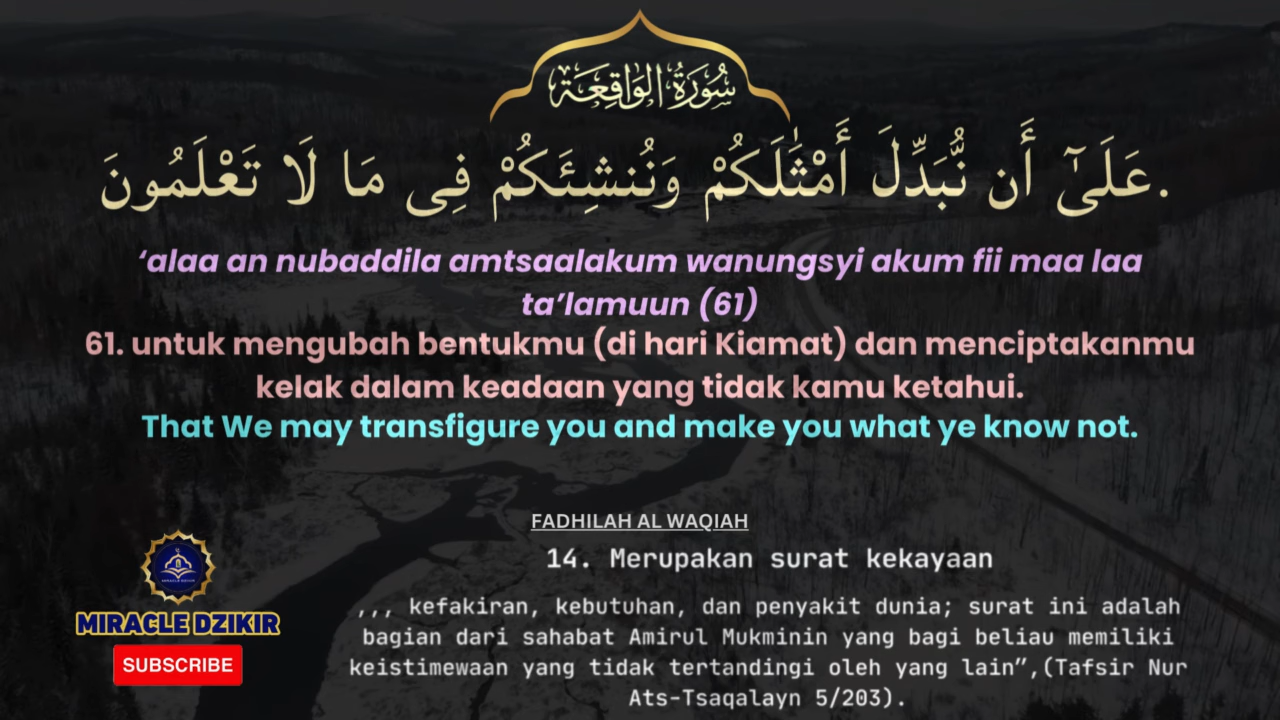 سُورَةُ الوَاقِعَة
عَلَىٰٓ أَن نُّبَدِّلَ أَمْثَٰلَكُمْ وَنُنشِئَكُمْ فِى مَا لَا تَعْلَمُونَ.
‘alaa an nubaddila amtsaalakum wanungsyi akum fii maa laa
ta’lamuun (61)
61. untuk mengubah bentukmu (di hari Kiamat) dan menciptakanmu
kelak dalam keadaan yang tidak kamu ketahui.
That We may transfigure you and make you what ye know not.
FADHILAH AL WAQIAH
14. Merupakan surat kekayaan
,,, kefakiran, kebutuhan, dan penyakit dunia; surat ini adalah
bagian dari sahabat Amirul Mukminin yang bagi beliau memiliki
keistimewaan yang tidak tertandingi oleh yang lain”,(Tafsir Nur
Ats-Tsaqalayn 5/203).
MIRACLE DZIKIR
MIRACLE DZIKIR
SUBSCRIBE